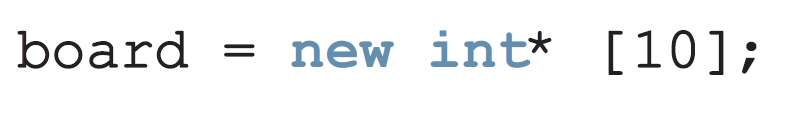 board = new int* [10];